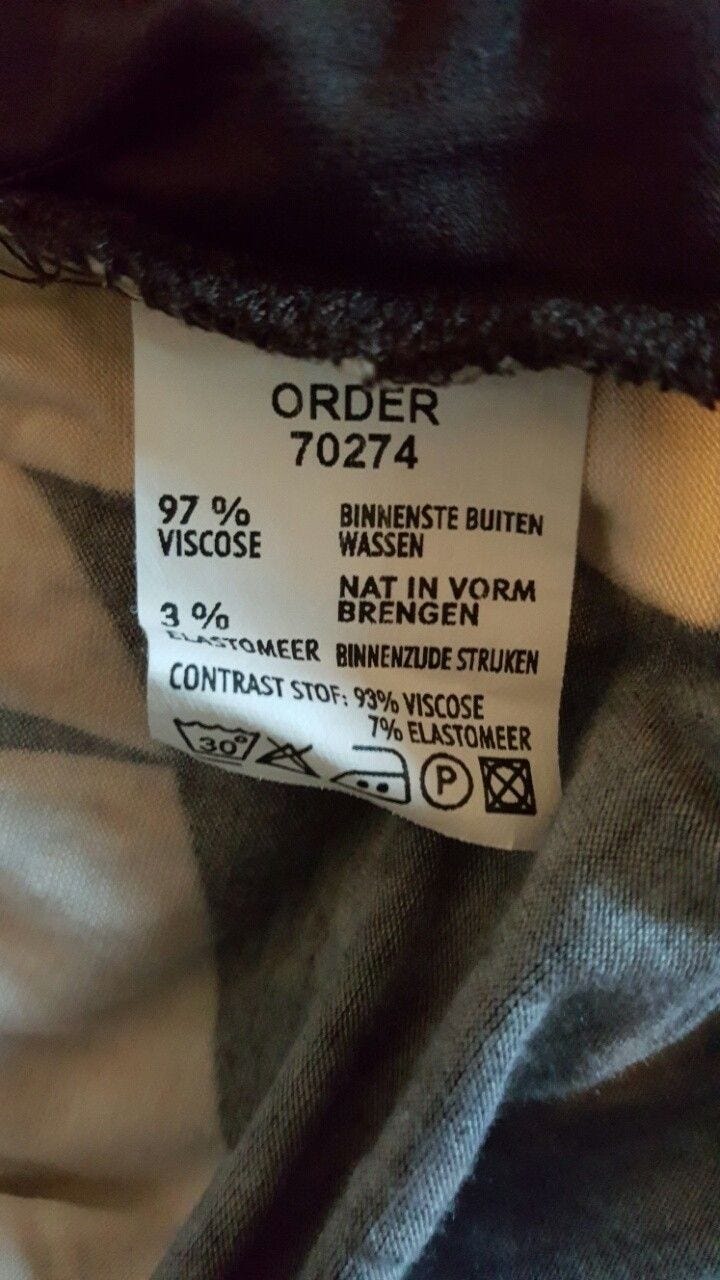 ORDER
70274
97 %
VISCOSE
3 %
ELASTOMEER
BINNENSTE BUITEN
WASSEN
NAT IN VORM
BRENGEN
BINNENZIJDE STRIJKEN
CONTRAST STOF: 93% VISCOSE
7% ELASTOMEER
30°
P